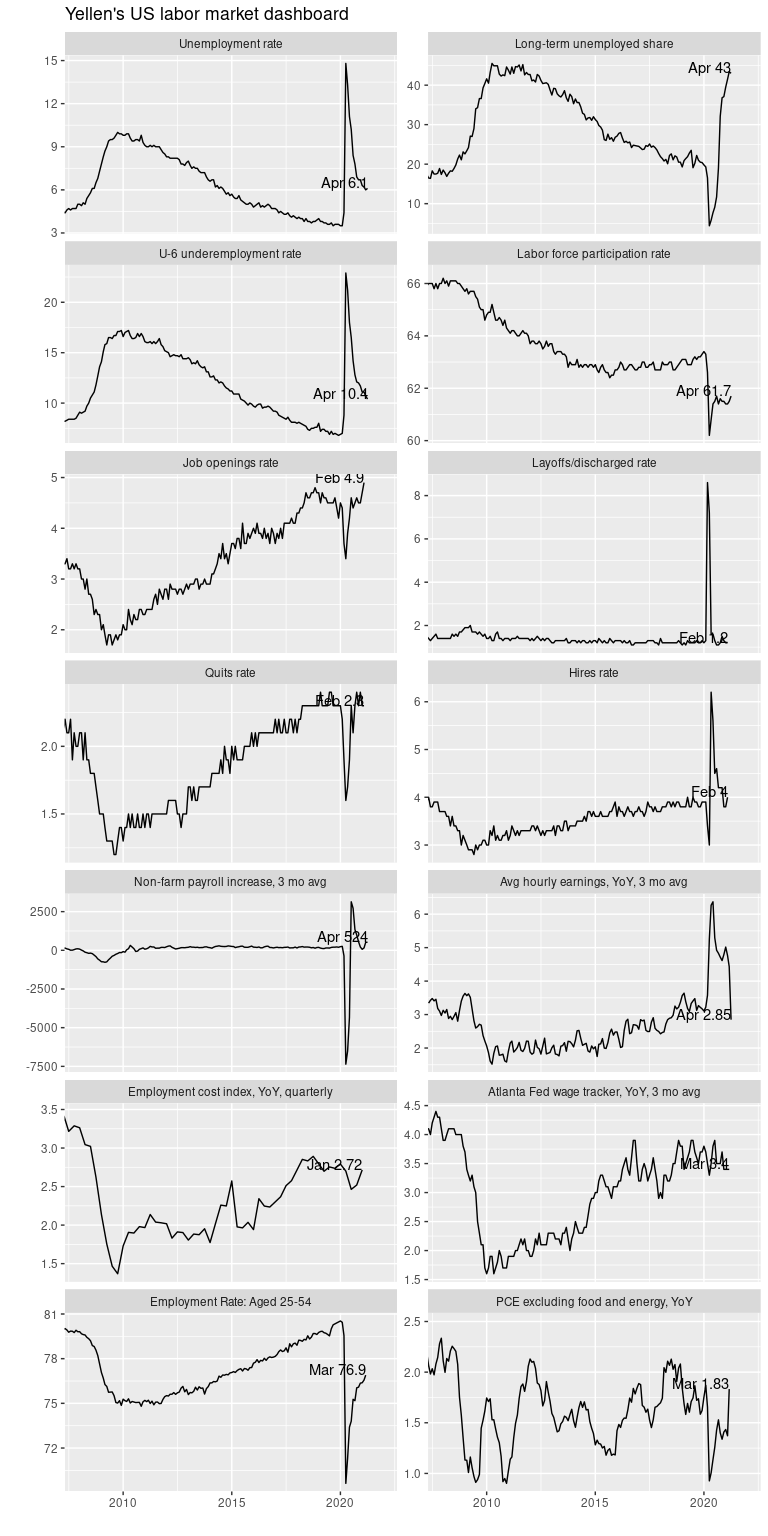 Yellen's US labor market dashboard
Unemployment rate
Long-term unemployed share
15
12
9
6
3
Apr 6.1
40
30
20
10
Apr 43
U-6 underemployment rate
Labor force participation rate
20
15
10
Apr 10.4
66
64
62
60
Apr 61.7
Job openings rate
Layoffs/discharged rate
5
4
3
2
Feb 4.9
8
6
4
2
Feb 1.2
Quits rate
Hires rate
2.0
1.5
Feb
6
5
4
3
Feb 4
Non-farm payroll increase, 3 mo avg
Avg hourly earnings, YoY, 3 mo avg
2500
0
-2500
-5000
-7500
Apr 524
6
5
4
3
2
Apr 2.85
Employment cost index, YoY, quarterly
Atlanta Fed wage tracker, YoY, 3 mo avg
3.5
3.0
2.5
2.0
1.5
Jan 2.72
4.5
4.0
3.5
3.0
2.5
2.0
1.5
Mar 3.4
Employment Rate: Aged 25-54
PCE excluding food and energy, YoY
81
78
75
72
Mar 76.9
2.5
2.0
1.5
1.0
Mar 1.83
2010 2015 2020
2010 2015 2020